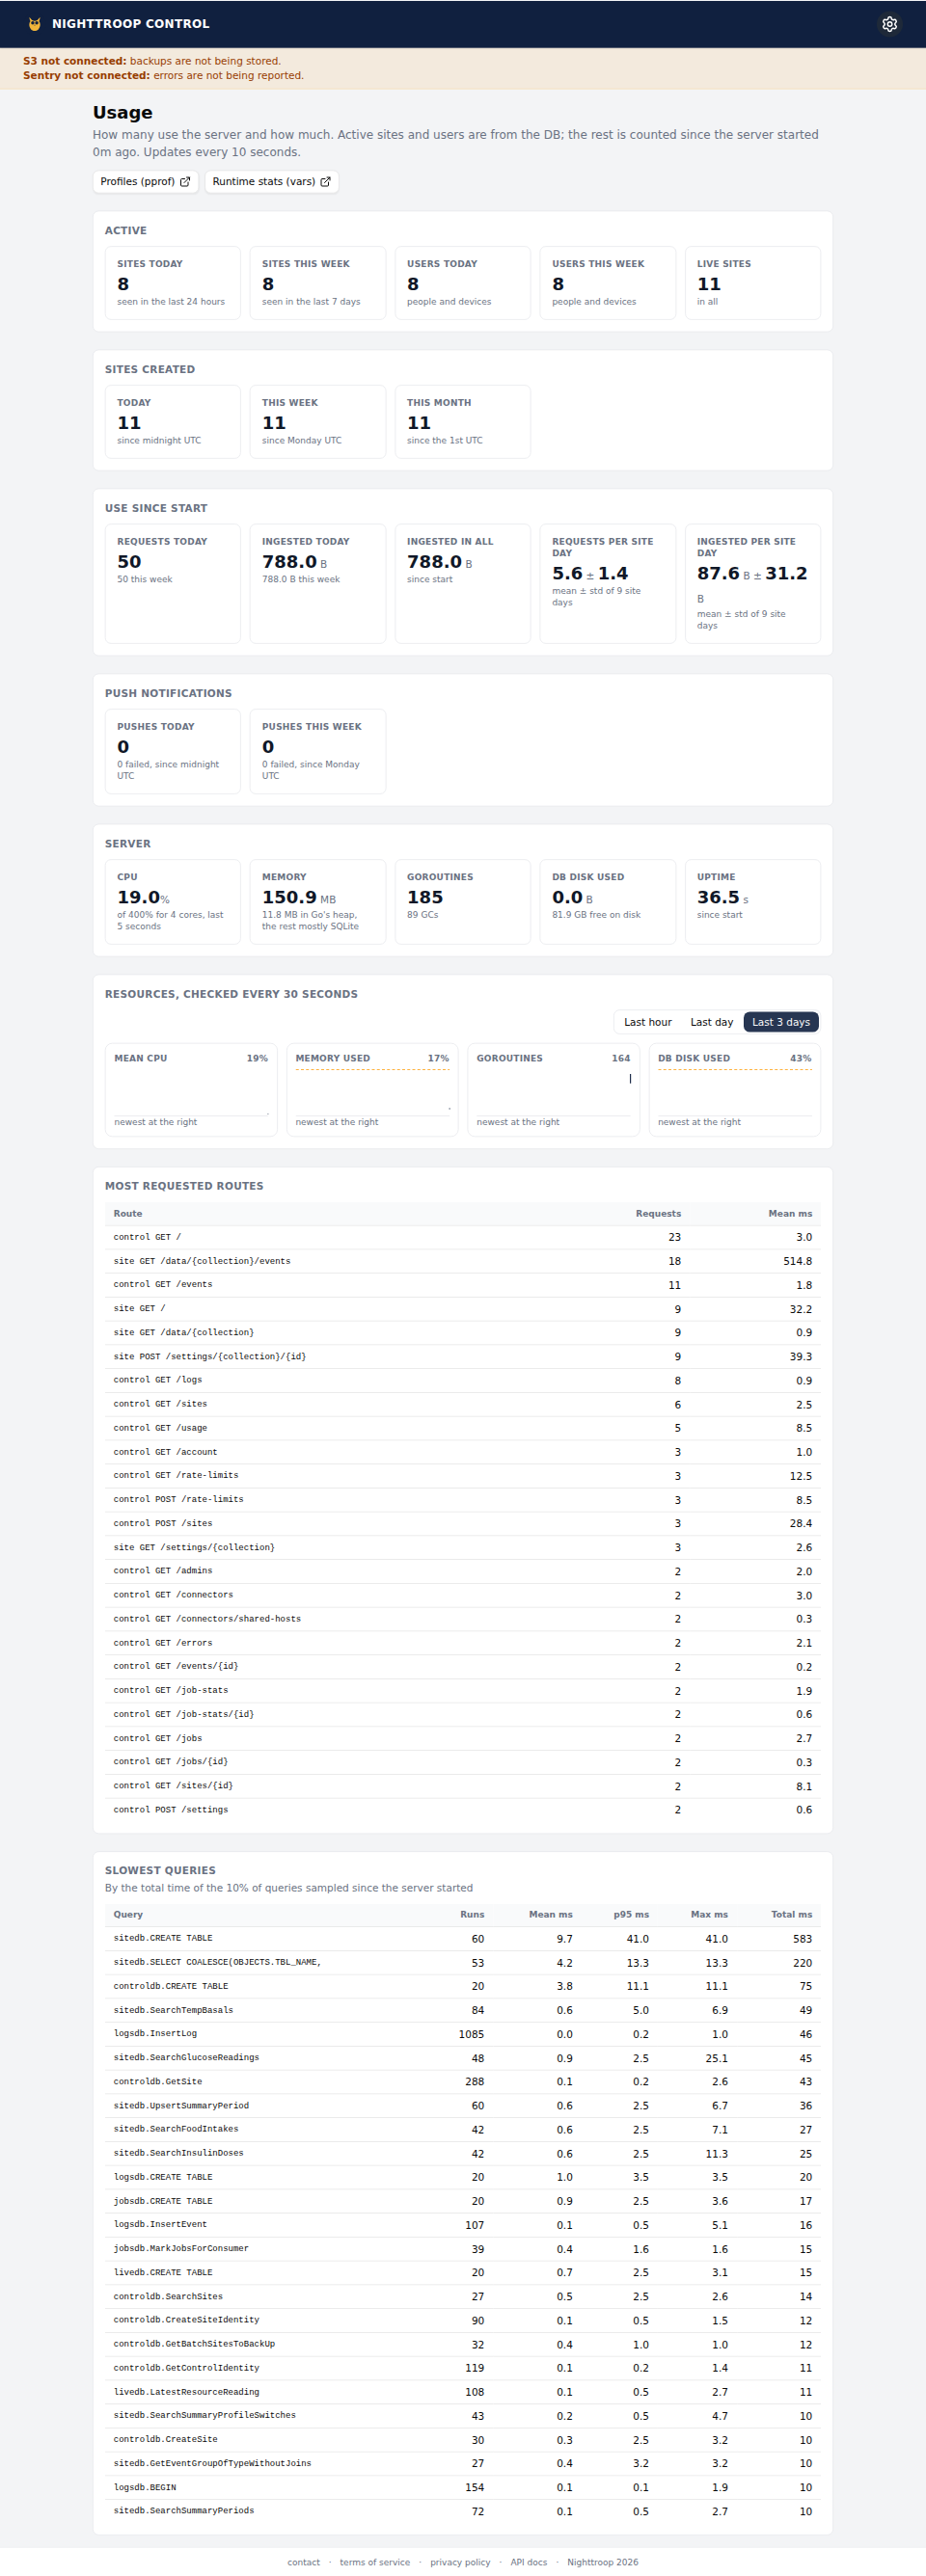 NIGHTTROOP CONTROL
S3 not connected: backups are not being stored.
Sentry not connected: errors are not being reported.
Usage
How many use the server and how much. Active sites and users are from the DB; the rest is counted since the server started
0m ago. Updates every 10 seconds.
Profiles (pprof) Runtime stats (vars)
ACTIVE
SITES TODAY
8
seen in the last 24 hours
SITES THIS WEEK
8
seen in the last 7 days
USERS TODAY
8
people and devices
USERS THIS WEEK
8
people and devices
LIVE SITES
11
in all
SITES CREATED
TODAY
11
since midnight UTC
THIS WEEK
11
since Monday UTC
THIS MONTH
11
since the 1st UTC
USE SINCE START
REQUESTS TODAY
50
50 this week
INGESTED TODAY
788.0 B
788.0 B this week
INGESTED IN ALL
788.0 B
since start
REQUESTS PER SITE
DAY
5.6 ± 1.4
mean ± std of 9 site
days
INGESTED PER SITE
DAY
87.6 B ± 31.2
B
mean ± std of 9 site
days
PUSH NOTIFICATIONS
PUSHES TODAY
0
0 failed, since midnight
UTC
PUSHES THIS WEEK
0
0 failed, since Monday
UTC
SERVER
CPU
19.0%
of 400% for 4 cores, last
5 seconds
MEMORY
150.9 MB
11.8 MB in Go's heap,
the rest mostly SQLite
GOROUTINES
185
89 GCs
DB DISK USED
0.0 B
81.9 GB free on disk
UPTIME
36.5 s
since start
RESOURCES, CHECKED EVERY 30 SECONDS
Last hour Last day Last 3 days
MEAN CPU 19%
newest at the right
MEMORY USED 17%
newest at the right
GOROUTINES 164
newest at the right
DB DISK USED 43%
newest at the right
MOST REQUESTED ROUTES
Route Requests Mean ms
control GET / 23 3.0
site GET /data/{collection}/events 18 514.8
control GET /events 11 1.8
site GET / 9 32.2
site GET /data/{collection} 9 0.9
site POST /settings/{collection}/{id} 9 39.3
control GET /logs 8 0.9
control GET /sites 6 2.5
control GET /usage 5 8.5
control GET /account 3 1.0
control GET /rate-limits 3 12.5
control POST /rate-limits 3 8.5
control POST /sites 3 28.4
site GET /settings/{collection} 3 2.6
control GET /admins 2 2.0
control GET /connectors 2 3.0
control GET /connectors/shared-hosts 2 0.3
control GET /errors 2 2.1
control GET /events/{id} 2 0.2
control GET /job-stats 2 1.9
control GET /job-stats/{id} 2 0.6
control GET /jobs 2 2.7
control GET /jobs/{id} 2 0.3
control GET /sites/{id} 2 8.1
control POST /settings 2 0.6
SLOWEST QUERIES
By the total time of the 10% of queries sampled since the server started
Query Runs Mean ms p95 ms Max ms Total ms
sitedb.CREATE TABLE 60 9.7 41.0 41.0 583
sitedb.SELECT COALESCE(OBJECTS.TBL_NAME, 53 4.2 13.3 13.3 220
controldb.CREATE TABLE 20 3.8 11.1 11.1 75
sitedb.SearchTempBasals 84 0.6 5.0 6.9 49
logsdb.InsertLog 1085 0.0 0.2 1.0 46
sitedb.SearchGlucoseReadings 48 0.9 2.5 25.1 45
controldb.GetSite 288 0.1 0.2 2.6 43
sitedb.UpsertSummaryPeriod 60 0.6 2.5 6.7 36
sitedb.SearchFoodIntakes 42 0.6 2.5 7.1 27
sitedb.SearchInsulinDoses 42 0.6 2.5 11.3 25
logsdb.CREATE TABLE 20 1.0 3.5 3.5 20
jobsdb.CREATE TABLE 20 0.9 2.5 3.6 17
logsdb.InsertEvent 107 0.1 0.5 5.1 16
jobsdb.MarkJobsForConsumer 39 0.4 1.6 1.6 15
livedb.CREATE TABLE 20 0.7 2.5 3.1 15
controldb.SearchSites 27 0.5 2.5 2.6 14
controldb.CreateSiteIdentity 90 0.1 0.5 1.5 12
controldb.GetBatchSitesToBackUp 32 0.4 1.0 1.0 12
controldb.GetControlIdentity 119 0.1 0.2 1.4 11
livedb.LatestResourceReading 108 0.1 0.5 2.7 11
sitedb.SearchSummaryProfileSwitches 43 0.2 0.5 4.7 10
controldb.CreateSite 30 0.3 2.5 3.2 10
sitedb.GetEventGroupOfTypeWithoutJoins 27 0.4 3.2 3.2 10
logsdb.BEGIN 154 0.1 0.1 1.9 10
sitedb.SearchSummaryPeriods 72 0.1 0.5 2.7 10
contact · terms of service · privacy policy · API docs · Nighttroop 2026